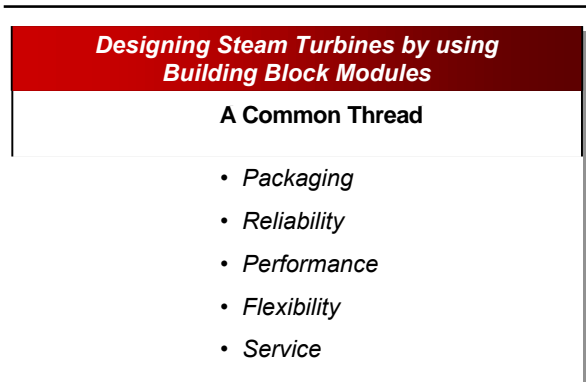 Designing Steam Turbines by using
Building Block Modules
A Common Thread
• Packaging
• Reliability
• Performance
• Flexibility
• Service